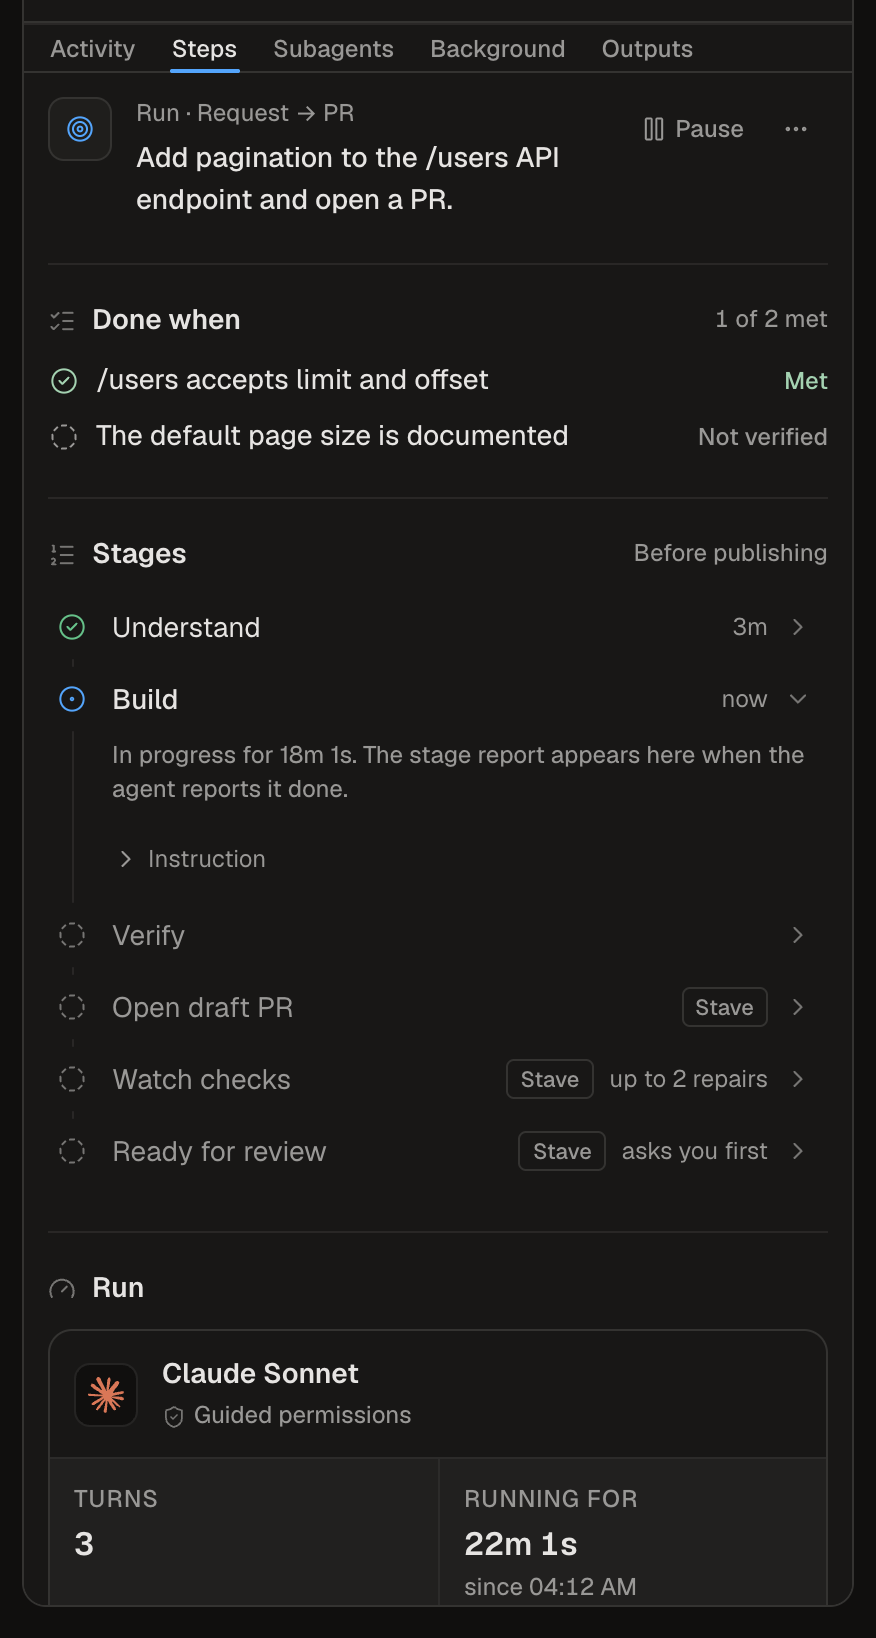 Activity Steps Subagents Background Outputs
Run · Request → PR
Pause
Add pagination to the /users API
endpoint and open a PR.
Done when 1 of 2 met
/users accepts limit and offset Met
The default page size is documented Not verified
Stages Before publishing
Understand 3m
Build now
In progress for 18m 1s. The stage report appears here when the
agent reports it done.
Instruction
Verify
Open draft PR Stave
Watch checks Stave up to 2 repairs
Ready for review Stave asks you first
Run
Claude Sonnet
Guided permissions
TURNS RUNNING FOR
3 22m 1s
since 04:12 AM